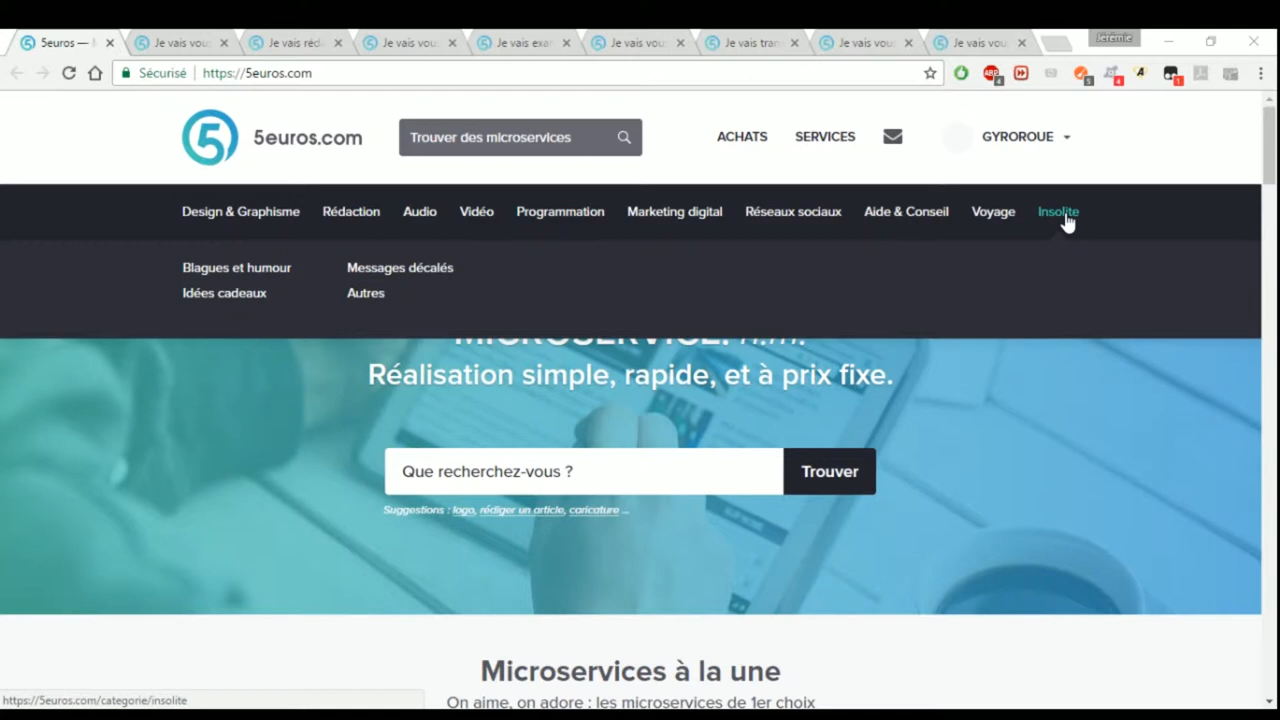 5euros —
Je vais vou
Je vais réd
Je vais vou
Je vais exa
Je vais vou
Je vais tra
Je vais vou
Je vais vou
Jérémie
Sécurisé
https://5euros.com
5euros.com
Trouver des microservices
ACHATS
SERVICES
GYROROUE
Design & Graphisme
Rédaction
Audio
Vidéo
Programmation
Marketing digital
Réseaux sociaux
Aide & Conseil
Voyage
Insolite
Blagues et humour
Messages décalés
Idées cadeaux
Autres
Réalisation simple, rapide, et à prix fixe.
Que recherchez-vous ?
Trouver
Suggestions : logo, rédiger un article, caricature ...
Microservices à la une
On aime, on adore : les microservices de 1er choix
https://5euros.com/categorie/insolite